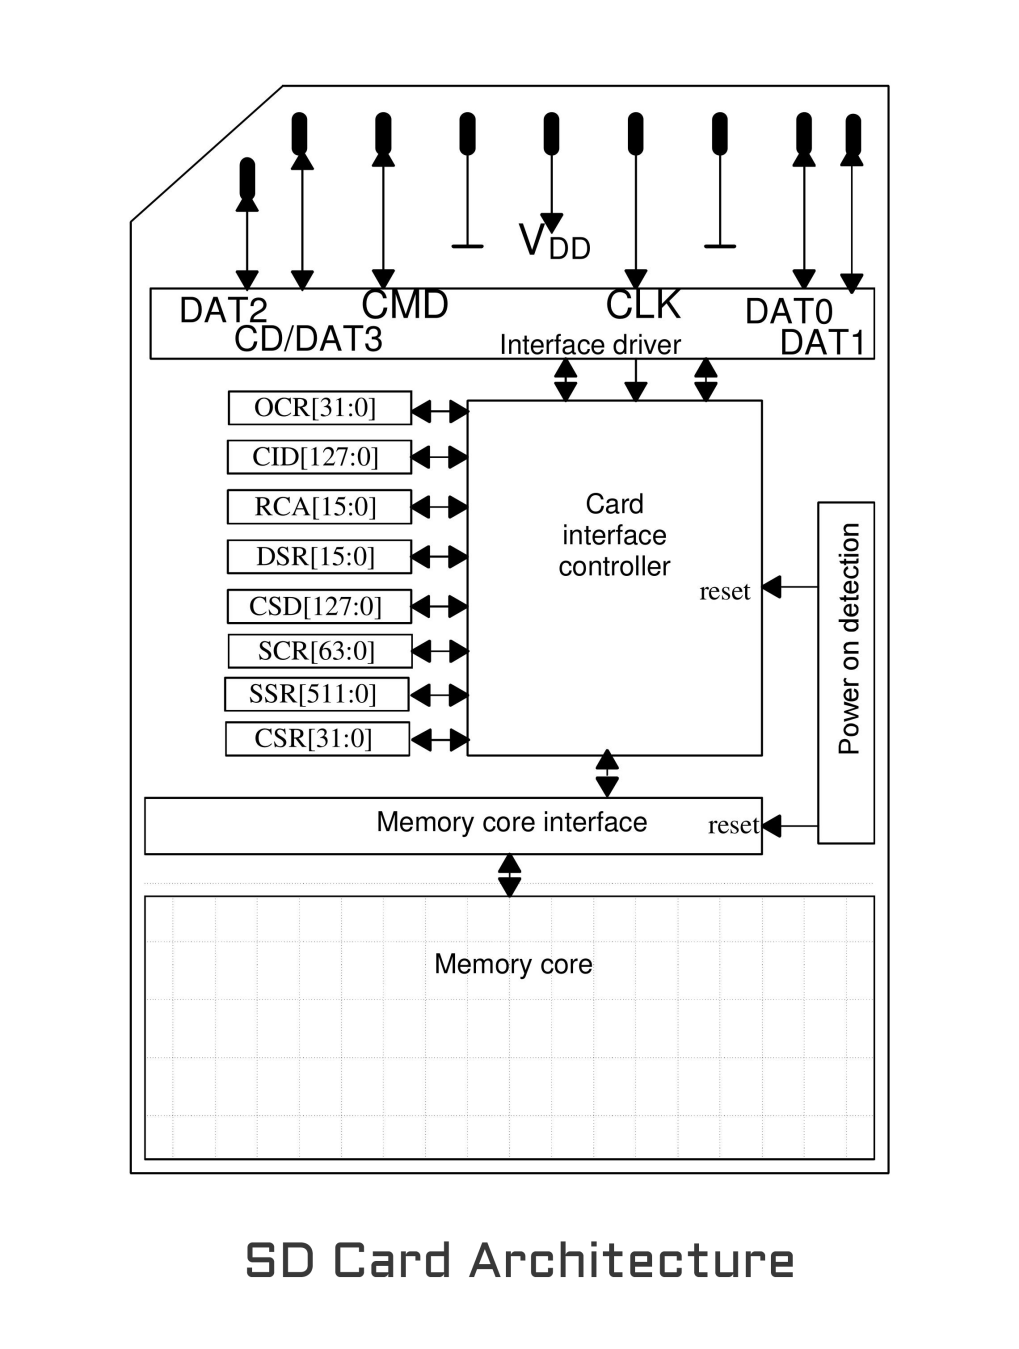 VDD
DAT2
CD/DAT3
CMD
CLK
DAT0
DAT1
Interface driver
OCR[31:0]
CID[127:0]
RCA[15:0]
DSR[15:0]
CSD[127:0]
SCR[63:0]
SSR[511:0]
CSR[31:0]
Card
interface
controller
reset
Power on detection
Memory core interface
reset
Memory core
SD Card Architecture